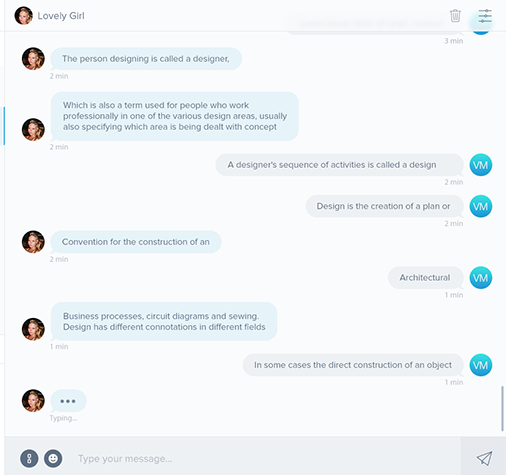 Lovely Girl
3 min
The person designing is called a designer,
2 min
Which is also a term used for people who work
professionally in one of the various design areas, usually
also specifying which area is being dealt with concept
2 min
A designer's sequence of activities is called a design
VM
2 min
Design is the creation of a plan or
VM
2 min
Convention for the construction of an
2 min
Architectural
VM
1 min
Business processes, circuit diagrams and sewing.
Design has different connotations in different fields
1 min
In some cases the direct construction of an object
VM
1 min
Typing...
Type your message...